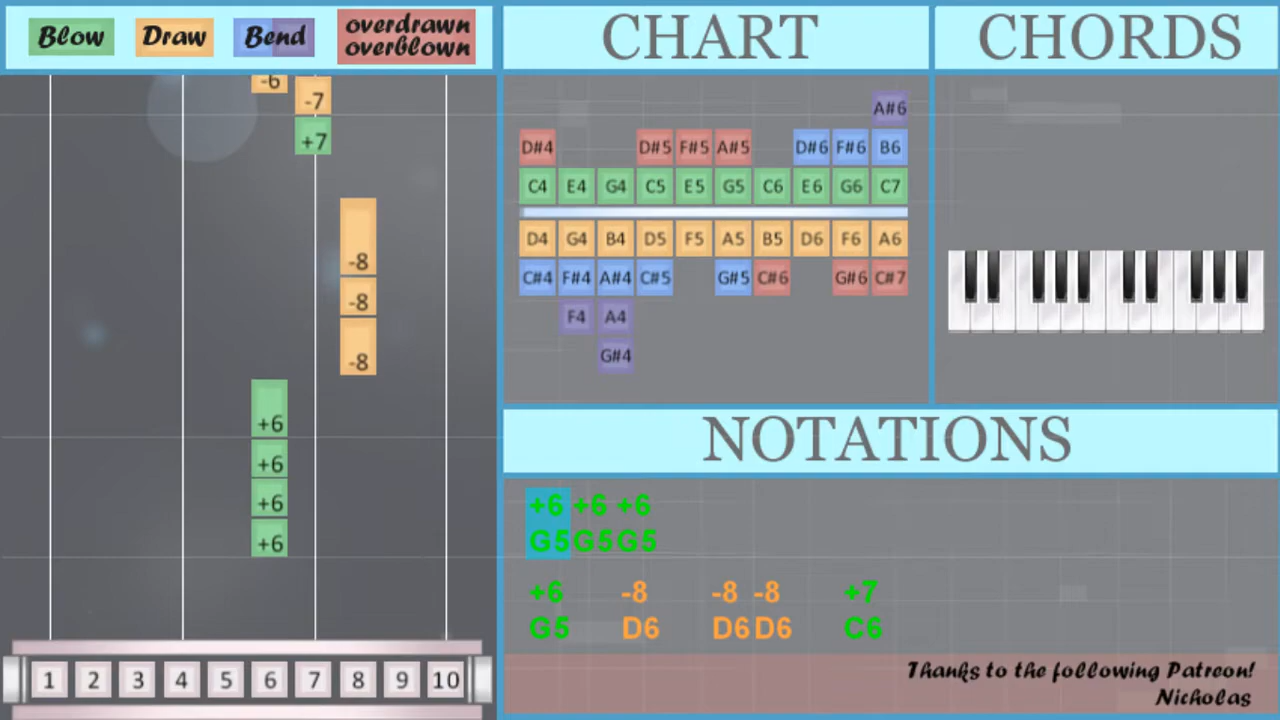 Blow Draw Bend overdrawn
overblown
CHART
CHORDS
-6
-7
+7
-8
-8
-8
+6
+6
+6
+6
1 2 3 4 5 6 7 8 9 10
A#6
D#4 D#5 F#5 A#5 D#6 F#6 B6
C4 E4 G4 C5 E5 G5 C6 E6 G6 C7
D4 G4 B4 D5 F5 A5 B5 D6 F6 A6
C#4 F#4 A#4 C#5 G#5 C#6 G#6 C#7
F4 A4
G#4
NOTATIONS
+6 +6 +6
G5 G5 G5
+6 -8 -8 -8 +7
G5 D6 D6 D6 C6
Thanks to the following Patreon!
Nicholas